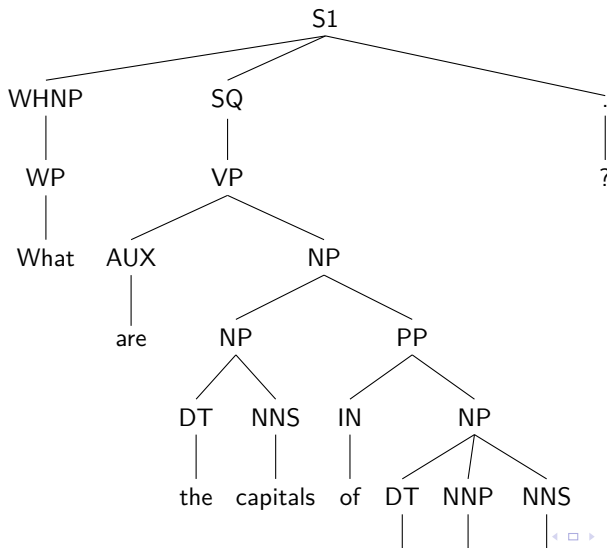 S1
WHNP SQ .
WP VP ?
What AUX NP
are NP PP
DT NNS IN NP
the capitals of DT NNP NNS